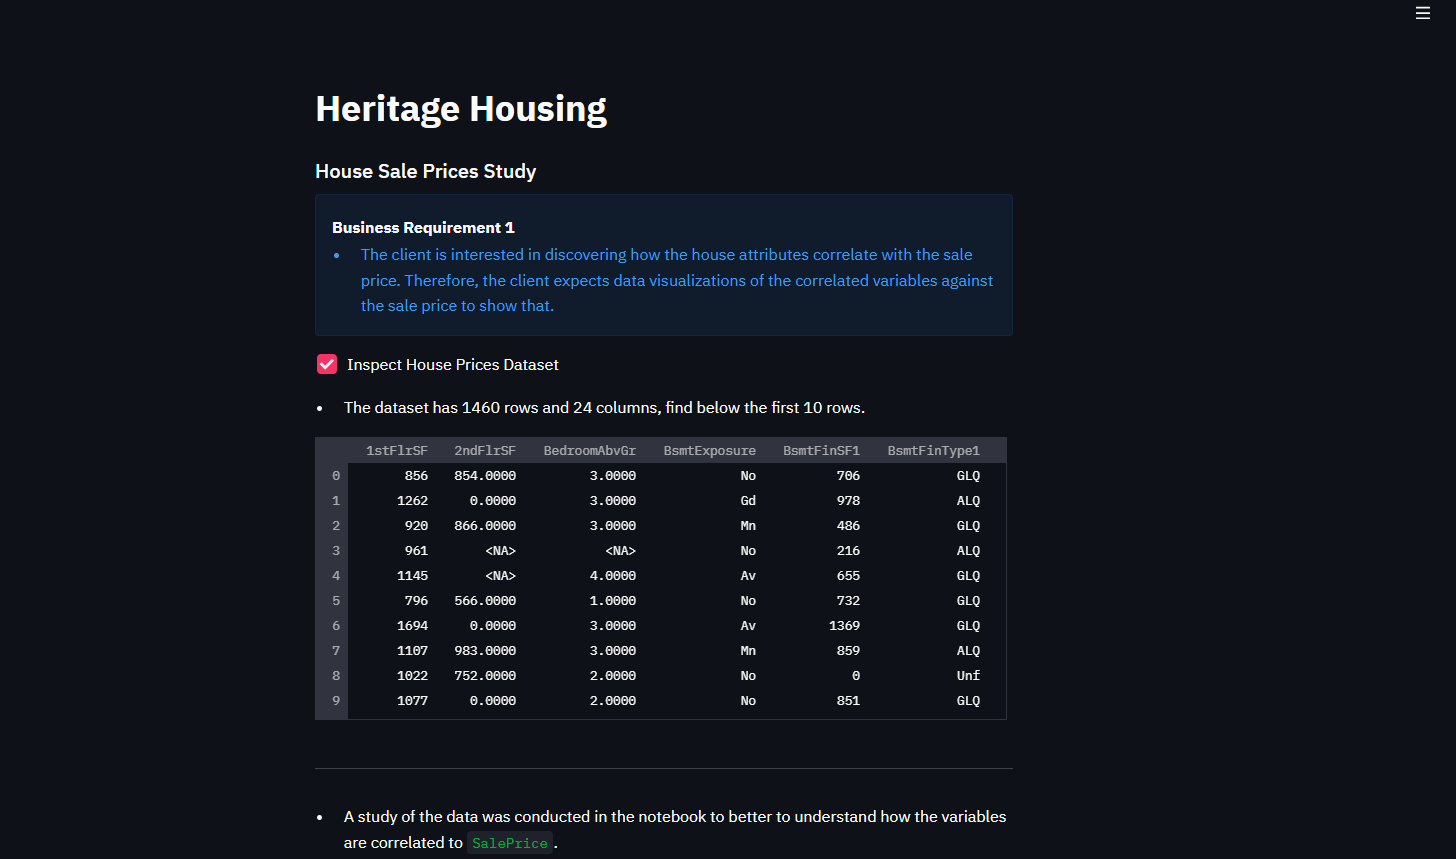 Heritage Housing
House Sale Prices Study
Business Requirement 1
• The client is interested in discovering how the house attributes correlate with the sale
price. Therefore, the client expects data visualizations of the correlated variables against
the sale price to show that.
Inspect House Prices Dataset
• The dataset has 1460 rows and 24 columns, find below the first 10 rows.
1stFlrSF 2ndFlrSF BedroomAbvGr BsmtExposure BsmtFinSF1 BsmtFinType1
0 856 854.0000 3.0000 No 706 GLQ
1 1262 0.0000 3.0000 Gd 978 ALQ
2 920 866.0000 3.0000 Mn 486 GLQ
3 961 <NA> <NA> No 216 ALQ
4 1145 <NA> 4.0000 Av 655 GLQ
5 796 566.0000 1.0000 No 732 GLQ
6 1694 0.0000 3.0000 Av 1369 GLQ
7 1107 983.0000 3.0000 Mn 859 ALQ
8 1022 752.0000 2.0000 No 0 Unf
9 1077 0.0000 2.0000 No 851 GLQ
• A study of the data was conducted in the notebook to better to understand how the variables
are correlated to SalePrice.